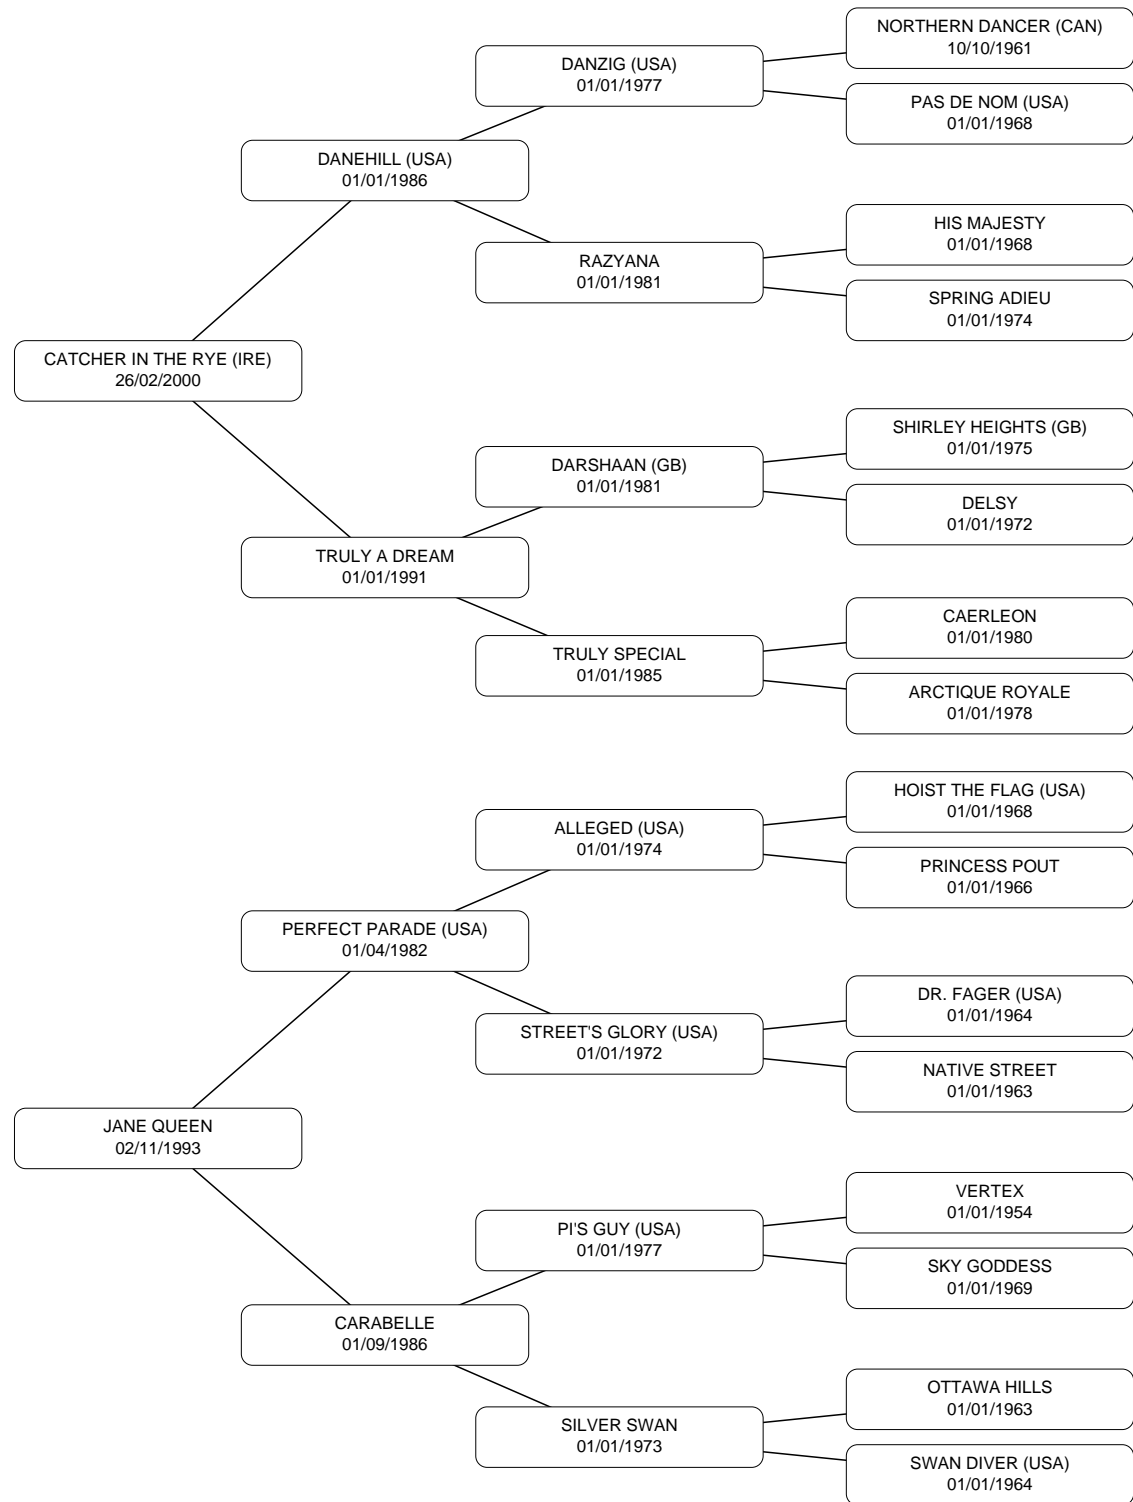 NORTHERN DANCER (CAN)
10/10/1961
DANZIG (USA)
01/01/1977
PAS DE NOM (USA)
01/01/1968
DANEHILL (USA)
01/01/1986
HIS MAJESTY
01/01/1968
RAZYANA
01/01/1981
SPRING ADIEU
01/01/1974
CATCHER IN THE RYE (IRE)
26/02/2000
SHIRLEY HEIGHTS (GB)
01/01/1975
DARSHAAN (GB)
01/01/1981
DELSY
01/01/1972
TRULY A DREAM
01/01/1991
CAERLEON
01/01/1980
TRULY SPECIAL
01/01/1985
ARCTIQUE ROYALE
01/01/1978
HOIST THE FLAG (USA)
01/01/1968
ALLEGED (USA)
01/01/1974
PRINCESS POUT
01/01/1966
PERFECT PARADE (USA)
01/04/1982
DR. FAGER (USA)
01/01/1964
STREET'S GLORY (USA)
01/01/1972
NATIVE STREET
01/01/1963
JANE QUEEN
02/11/1993
VERTEX
01/01/1954
PI'S GUY (USA)
01/01/1977
SKY GODDESS
01/01/1969
CARABELLE
01/09/1986
OTTAWA HILLS
01/01/1963
SILVER SWAN
01/01/1973
SWAN DIVER (USA)
01/01/1964